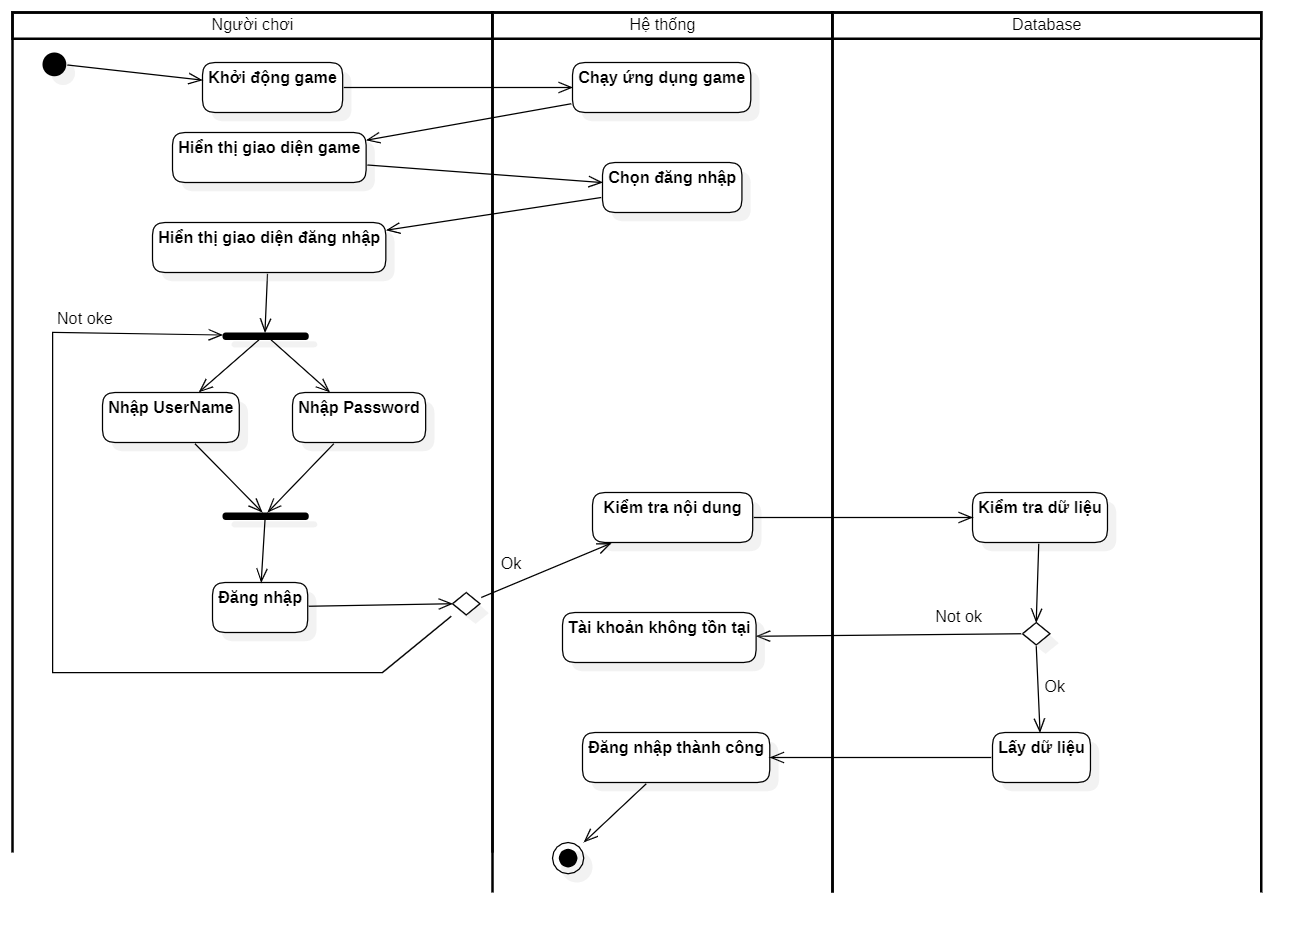 Người chơi
Hệ thống
Database
Khởi động game
Chạy ứng dụng game
Hiển thị giao diện game
Chọn đăng nhập
Hiển thị giao diện đăng nhập
Not oke
Nhập UserName
Nhập Password
Kiểm tra nội dung
Kiểm tra dữ liệu
Ok
Đăng nhập
Tài khoản không tồn tại
Not ok
Ok
Đăng nhập thành công
Lấy dữ liệu